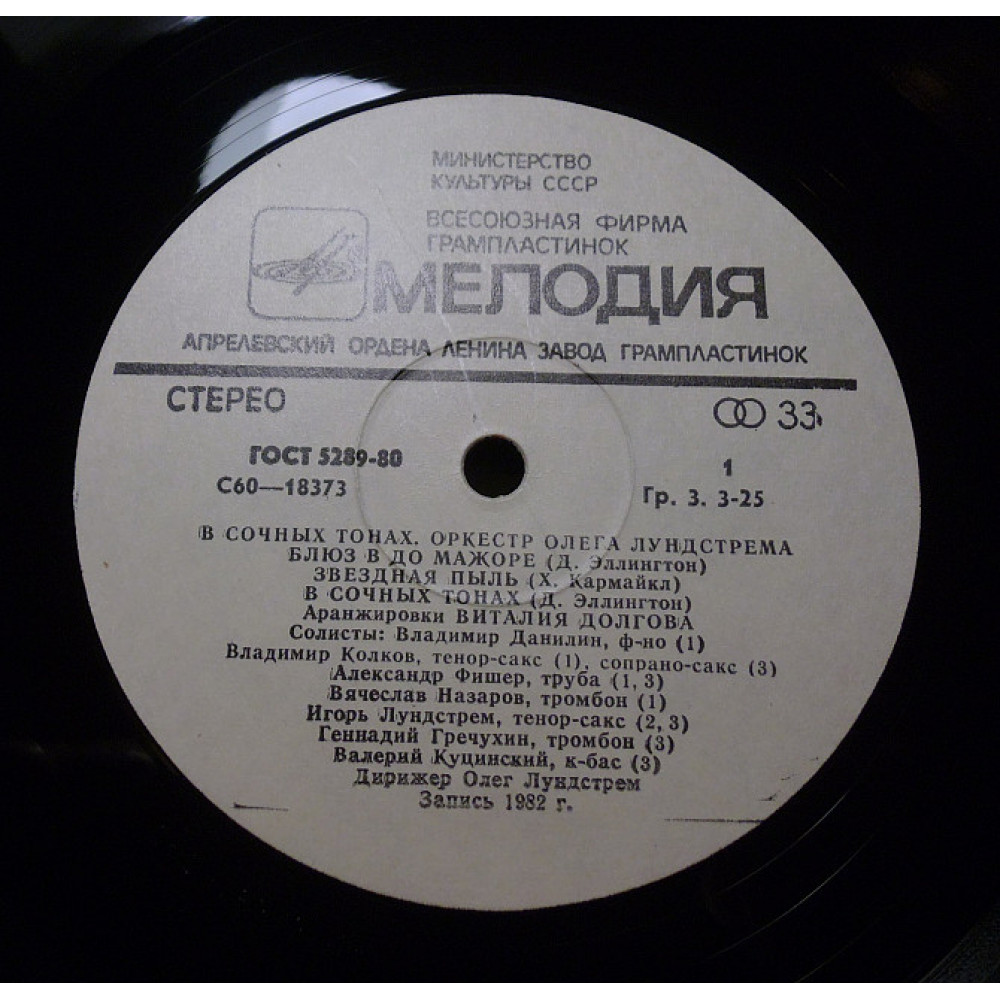 МИНИСТЕРСТВО
КУЛЬТУРЫ СССР
ВСЕСОЮЗНАЯ ФИРМА
ГРАМПЛАСТИНОК
МЕЛОДИЯ
АПРЕЛЕВСКИЙ ОРДЕНА ЛЕНИНА ЗАВОД ГРАМПЛАСТИНОК
СТЕРЕО 33
ГОСТ 5289-80
С60—18373
1
Гр. 3. 3-25
В СОЧНЫХ ТОНАХ. ОРКЕСТР ОЛЕГА ЛУНДСТРЕМА
БЛЮЗ В ДО МАЖОРЕ (Д. Эллингтон)
ЗВЕЗДНАЯ ПЫЛЬ (Х. Кармайкл)
В СОЧНЫХ ТОНАХ (Д. Эллингтон)
Аранжировки ВИТАЛИЯ ДОЛГОВА
Солисты: Владимир Данилин, ф-но (1)
Владимир Колков, тенор-сакс (1), сопрано-сакс (3)
Александр Фишер, труба (1, 3)
Вячеслав Назаров, тромбон (1)
Игорь Лундстрем, тенор-сакс (2, 3)
Геннадий Гречухин, тромбон (3)
Валерий Куцинский, к-бас (3)
Дирижер Олег Лундстрем
Запись 1982 г.